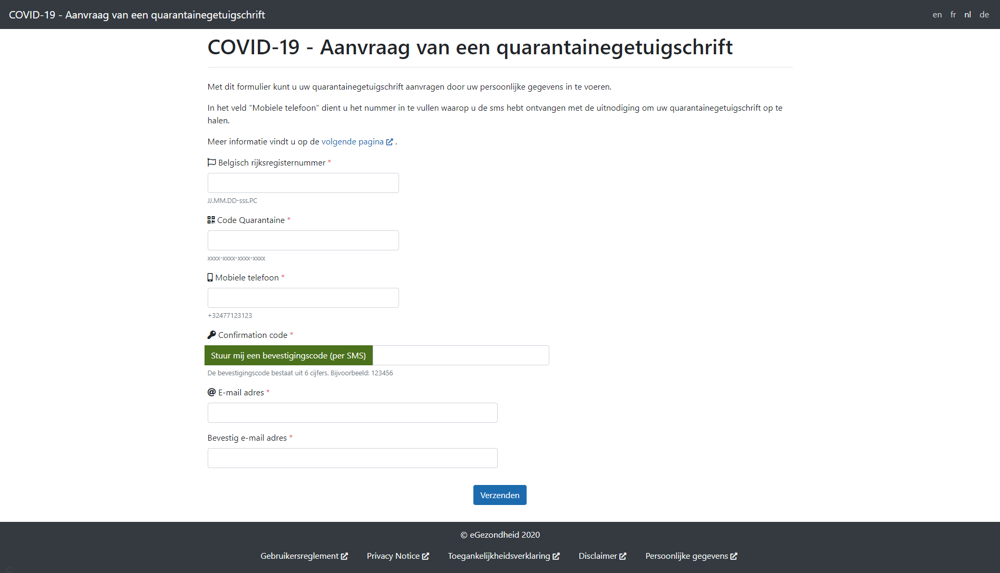 COVID-19 - Aanvraag van een quarantainegetuigschrift
en fr nl de
COVID-19 - Aanvraag van een quarantainegetuigschrift
Met dit formulier kunt u uw quarantainegetuigschrift aanvragen door uw persoonlijke gegevens in te voeren.
In het veld "Mobiele telefoon" dient u het nummer in te vullen waarop u de sms hebt ontvangen met de uitnodiging om uw quarantainegetuigschrift op te
halen.
Meer informatie vindt u op de volgende pagina .
Belgisch rijksregisternummer *
JJ.MM.DD-sss.PC
Code Quarantaine *
xxxx-xxxx-xxxx-xxxx
Mobiele telefoon *
+32477123123
Confirmation code *
Stuur mij een bevestigingscode (per SMS)
De bevestigingscode bestaat uit 6 cijfers. Bijvoorbeeld: 123456
E-mail adres *
Bevestig e-mail adres *
Verzenden
© eGezondheid 2020
Gebruikersreglement Privacy Notice Toegankelijkheidsverklaring Disclaimer Persoonlijke gegevens